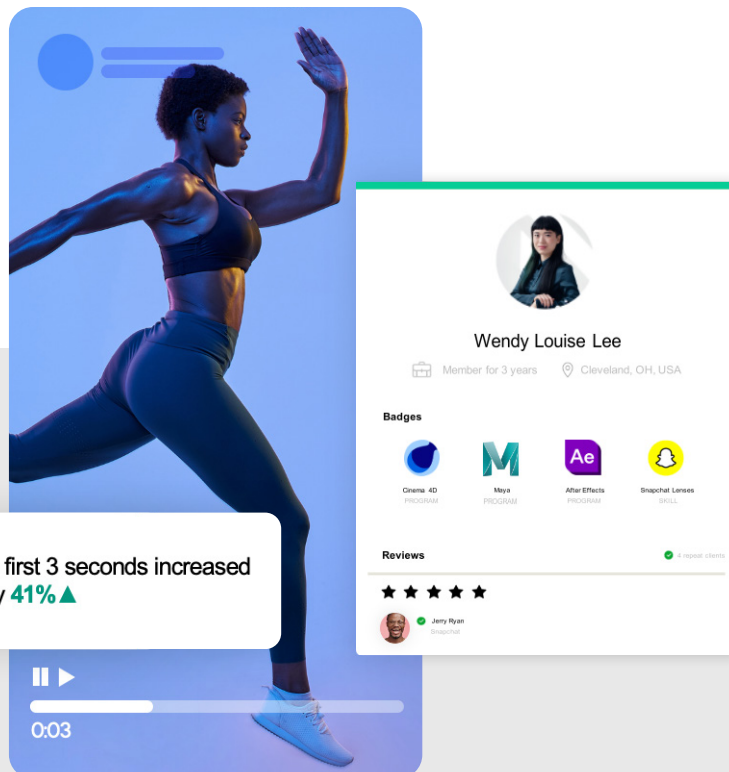 first 3 seconds increased
41%
0:03
Wendy Louise Lee
Member for 3 years
Cleveland, OH, USA
Badges
Ae
Cinema 4D
Maya
After Effects
Snapchat Lenses
PROGRAM
PROGRAM
PROGRAM
SKILL
Reviews
4 repeat clients
Jerry Ryan
Snapchat